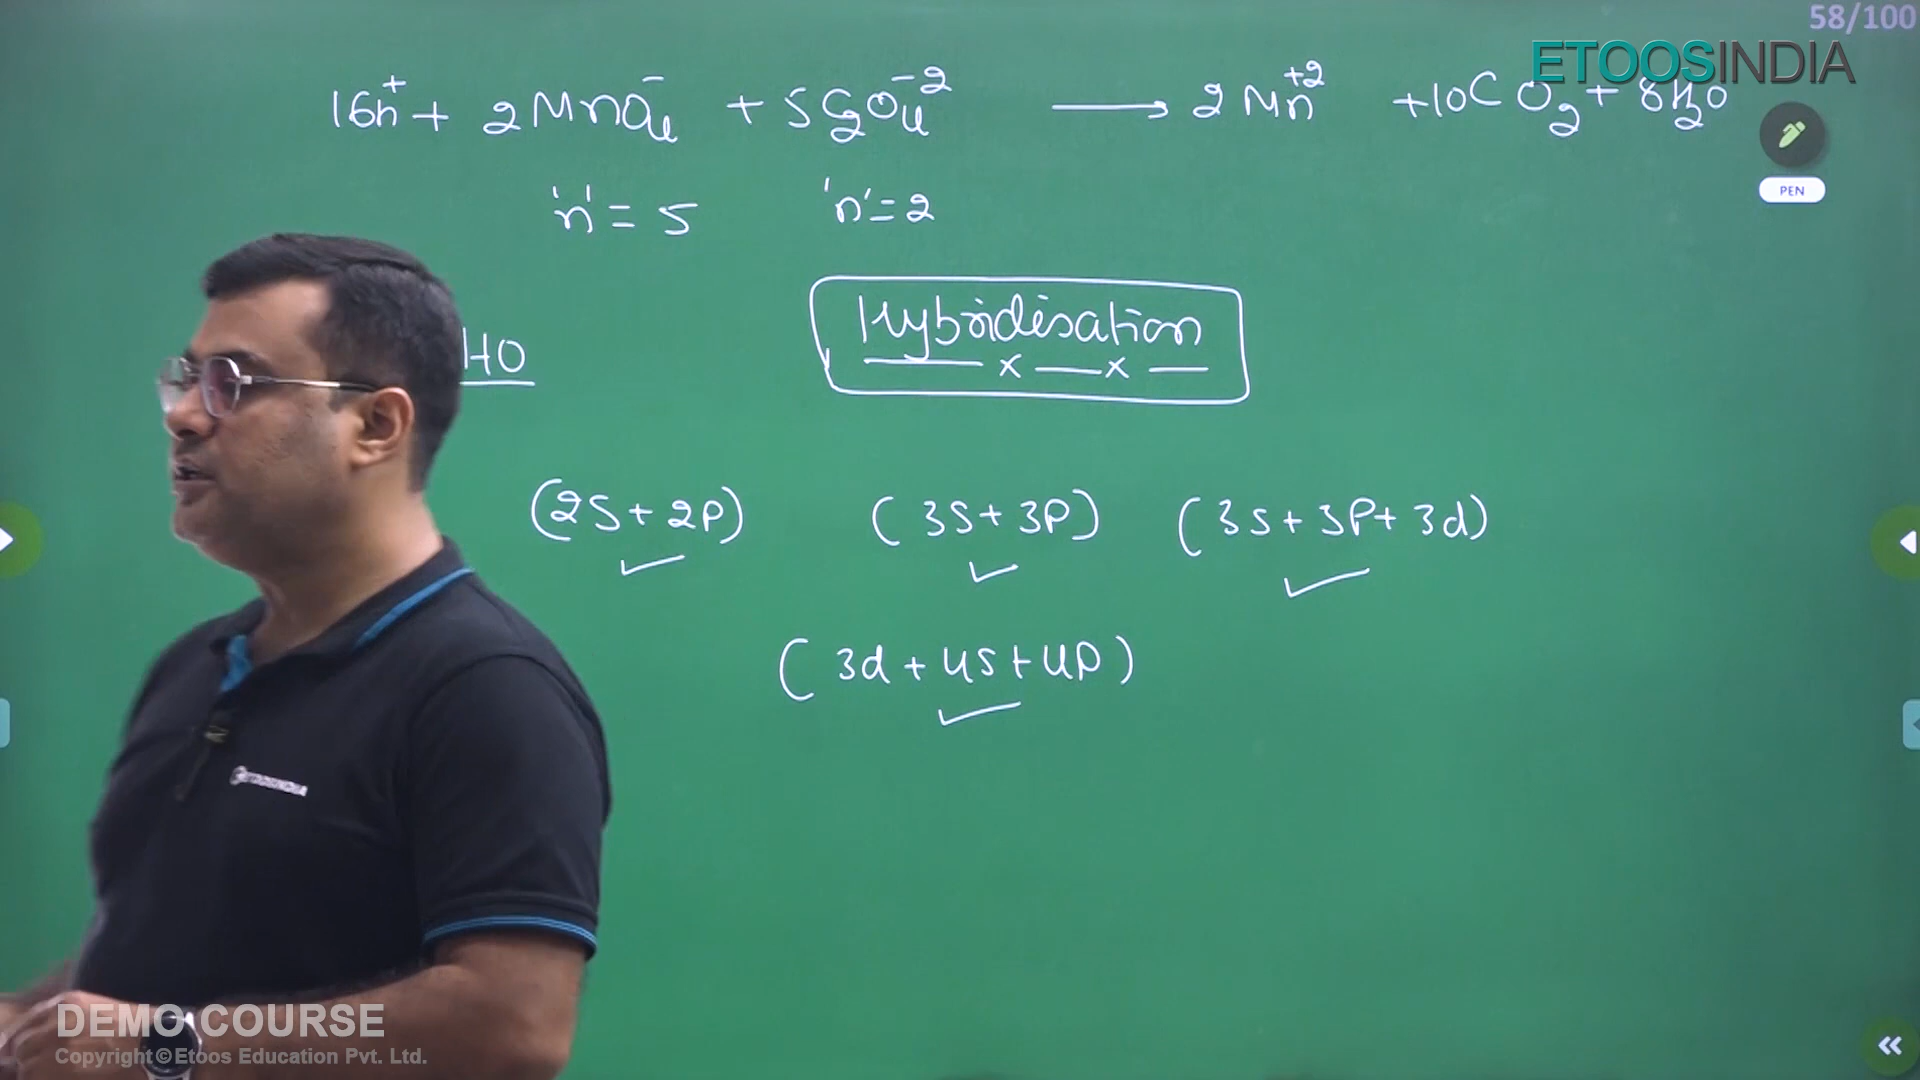 58/100
ETOOSINDIA
16H⁺ + 2MnO₄⁻ + 5C₂O₄⁻² ⟶ 2Mn⁺² + 10CO₂ + 8H₂O
PEN
'n' = 5 'n' = 2
HO Hybridisation
(2s+2p) (3s+3p) (3s+3p+3d)
(3d+4s+4p)
ETOOSINDIA
DEMO COURSE
Copyright©Etoos Education Pvt. Ltd.